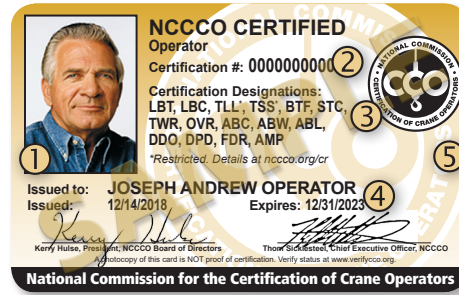 NCCCO CERTIFIED
Operator
Certification #: 0000000000
2
Certification Designations:
LBT, LBC, TLL*, TSS*, BTF, STC,
TWR, OVR, ABC, ABW, ABL,
DDO, DPD, FDR, AMP
3
*Restricted. Details at nccco.org/cr
NATIONAL COMMISSION
CCO
CERTIFICATION OF CRANE OPERATORS
1
5
Issued to: JOSEPH ANDREW OPERATOR
4
Issued: 12/14/2018 Expires: 12/31/2023
Kerry Hulse, President, NCCCO Board of Directors
Thom Sicklesteel, Chief Executive Officer, NCCCO
A photocopy of this card is NOT proof of certification. Verify status at www.verifycco.org.
National Commission for the Certification of Crane Operators
SAMPLE